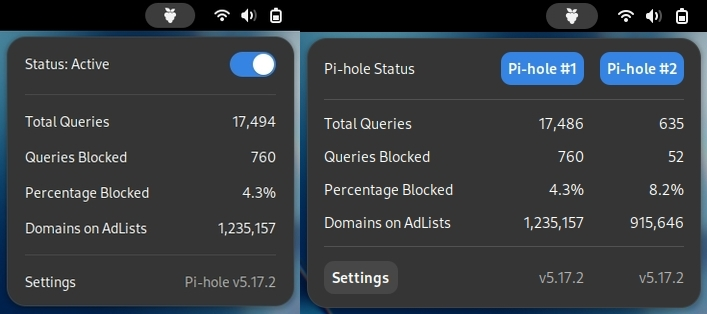 Status: Active
Total Queries 17,494
Queries Blocked 760
Percentage Blocked 4.3%
Domains on AdLists 1,235,157
Settings Pi-hole v5.17.2
Pi-hole Status Pi-hole #1 Pi-hole #2
Total Queries 17,486 635
Queries Blocked 760 52
Percentage Blocked 4.3% 8.2%
Domains on AdLists 1,235,157 915,646
Settings v5.17.2 v5.17.2